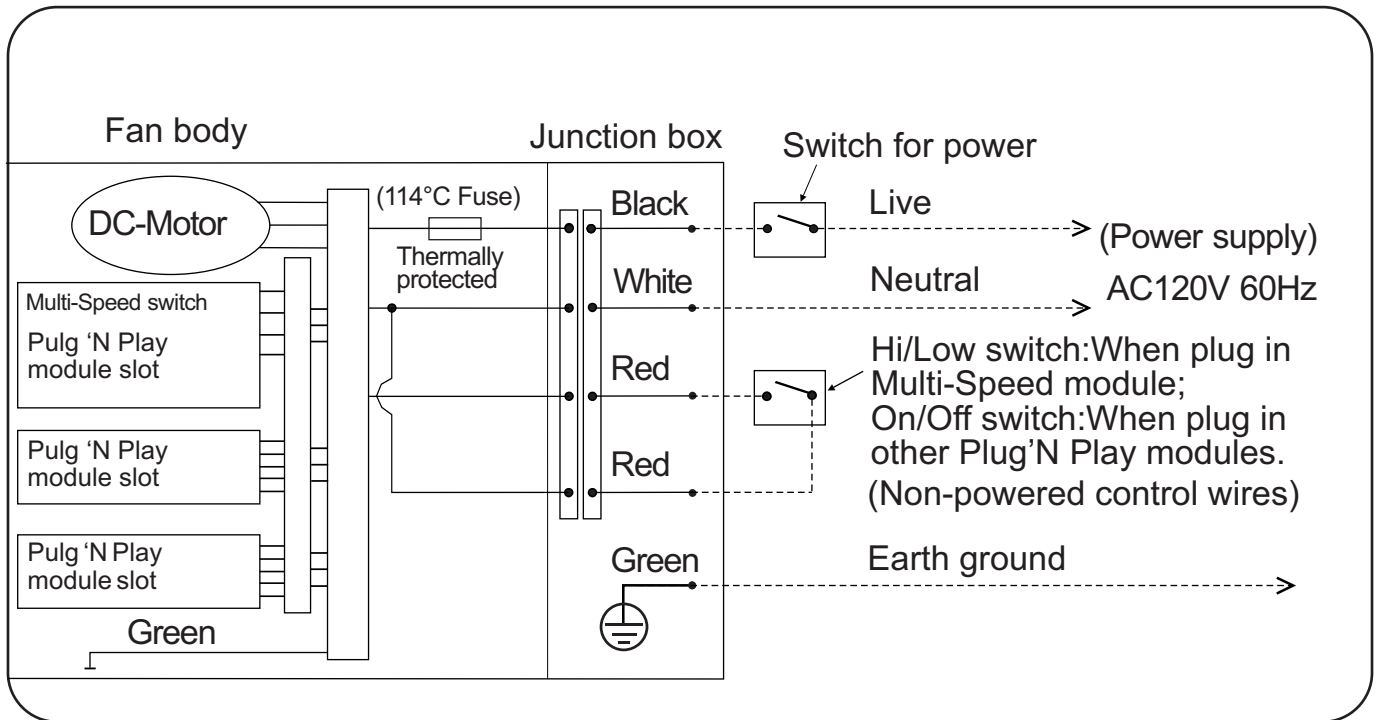 Fan body
Junction box
Switch for power
DC-Motor
(114°C Fuse)
Thermally
protected
Black
Live
(Power supply)
White
Neutral
AC120V 60Hz
Multi-Speed switch
Pulg ‘N Play
module slot
Red
Hi/Low switch:When plug in
Multi-Speed module;
On/Off switch:When plug in
other Plug’N Play modules.
(Non-powered control wires)
Pulg ‘N Play
module slot
Red
Pulg ‘N Play
module slot
Green
Earth ground
Green